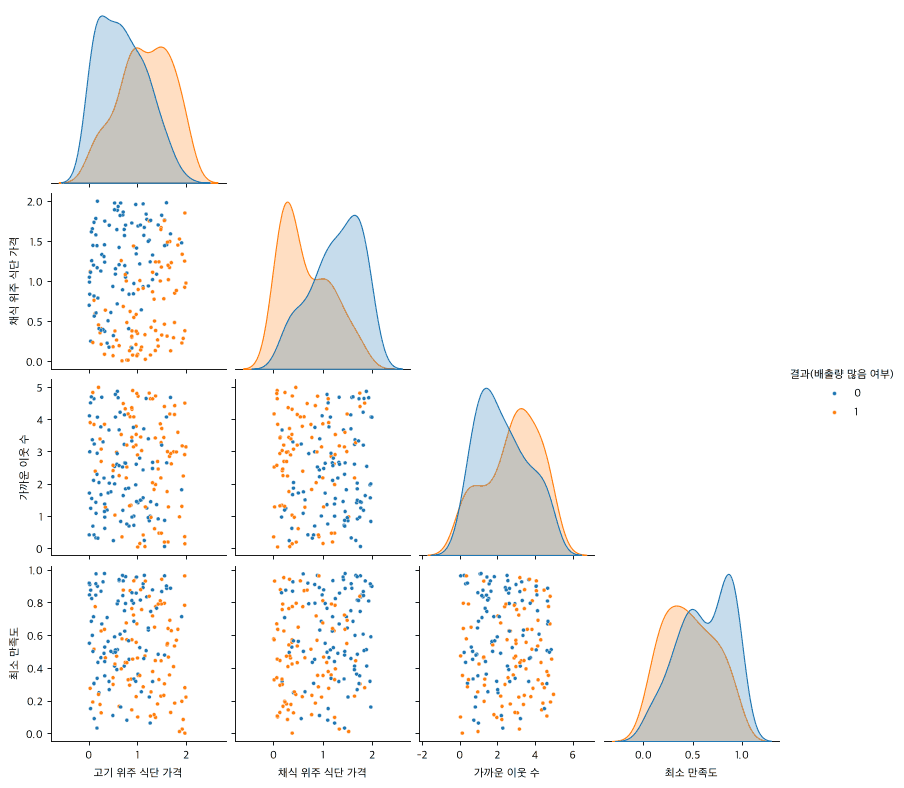 채식 위주 식단 가격
2.0
1.5
1.0
0.5
0.0
가까운 이웃 수
5
4
3
2
1
0
결과(배출량 많음 여부)
0
1
최소 만족도
1.0
0.8
0.6
0.4
0.2
0.0
0 1 2
고기 위주 식단 가격
0 1 2
채식 위주 식단 가격
-2 0 2 4 6
가까운 이웃 수
0.0 0.5 1.0
최소 만족도